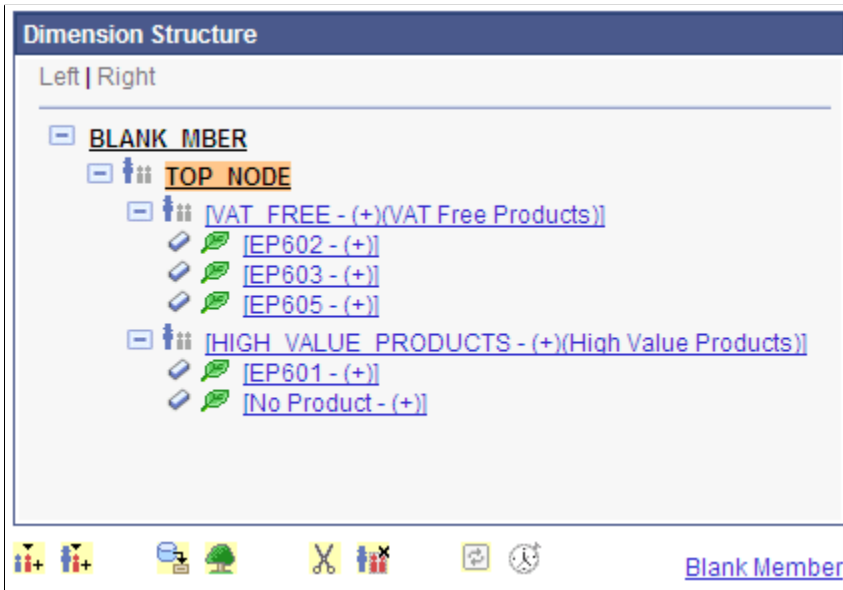 Dimension Structure
Left | Right
BLANK_MBER
TOP_NODE
[VAT_FREE - (+)(VAT Free Products)]
[EP602 - (+)]
[EP603 - (+)]
[EP605 - (+)]
[HIGH_VALUE_PRODUCTS - (+)(High Value Products)]
[EP601 - (+)]
[No Product - (+)]
Blank Member